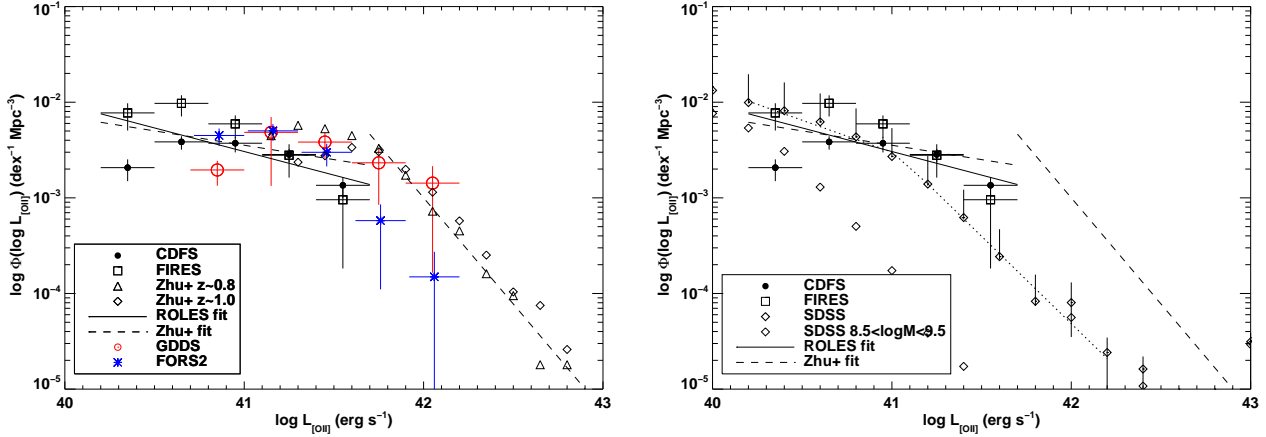 10⁻¹
10⁻²
10⁻³
10⁻⁴
10⁻⁵
log Φ(log L[OII]) (dex⁻¹ Mpc⁻³)
CDFS
FIRES
Zhu+ z~0.8
Zhu+ z~1.0
ROLES fit
Zhu+ fit
GDDS
FORS2
40 41 42 43
log L[OII] (erg s⁻¹)
10⁻¹
10⁻²
10⁻³
10⁻⁴
10⁻⁵
log Φ(log L[OII]) (dex⁻¹ Mpc⁻³)
CDFS
FIRES
SDSS
SDSS 8.5<logM<9.5
ROLES fit
Zhu+ fit
40 41 42 43
log L[OII] (erg s⁻¹)